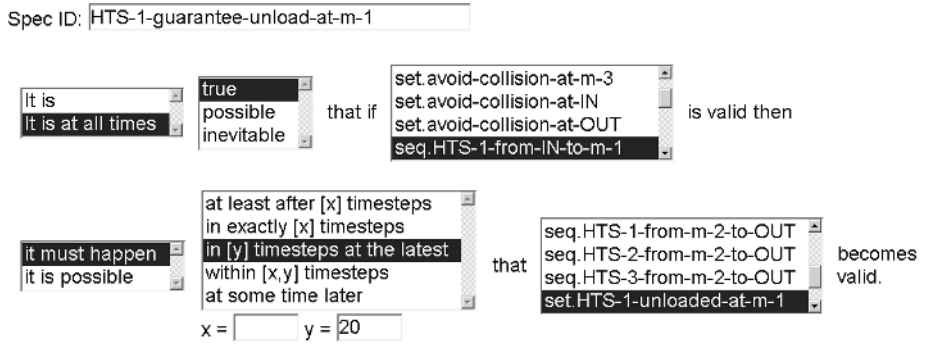 Spec ID: HTS-1-guarantee-unload-at-m-1
It is
It is at all times
true
possible
inevitable
that if
set.avoid-collision-at-m-3
set.avoid-collision-at-IN
set.avoid-collision-at-OUT
seq.HTS-1-from-IN-to-m-1
is valid then
it must happen
it is possible
at least after [x] timesteps
in exactly [x] timesteps
in [y] timesteps at the latest
within [x,y] timesteps
at some time later
x = y = 20
that
seq.HTS-1-from-m-2-to-OUT
seq.HTS-2-from-m-2-to-OUT
seq.HTS-3-from-m-2-to-OUT
set.HTS-1-unloaded-at-m-1
becomes
valid.